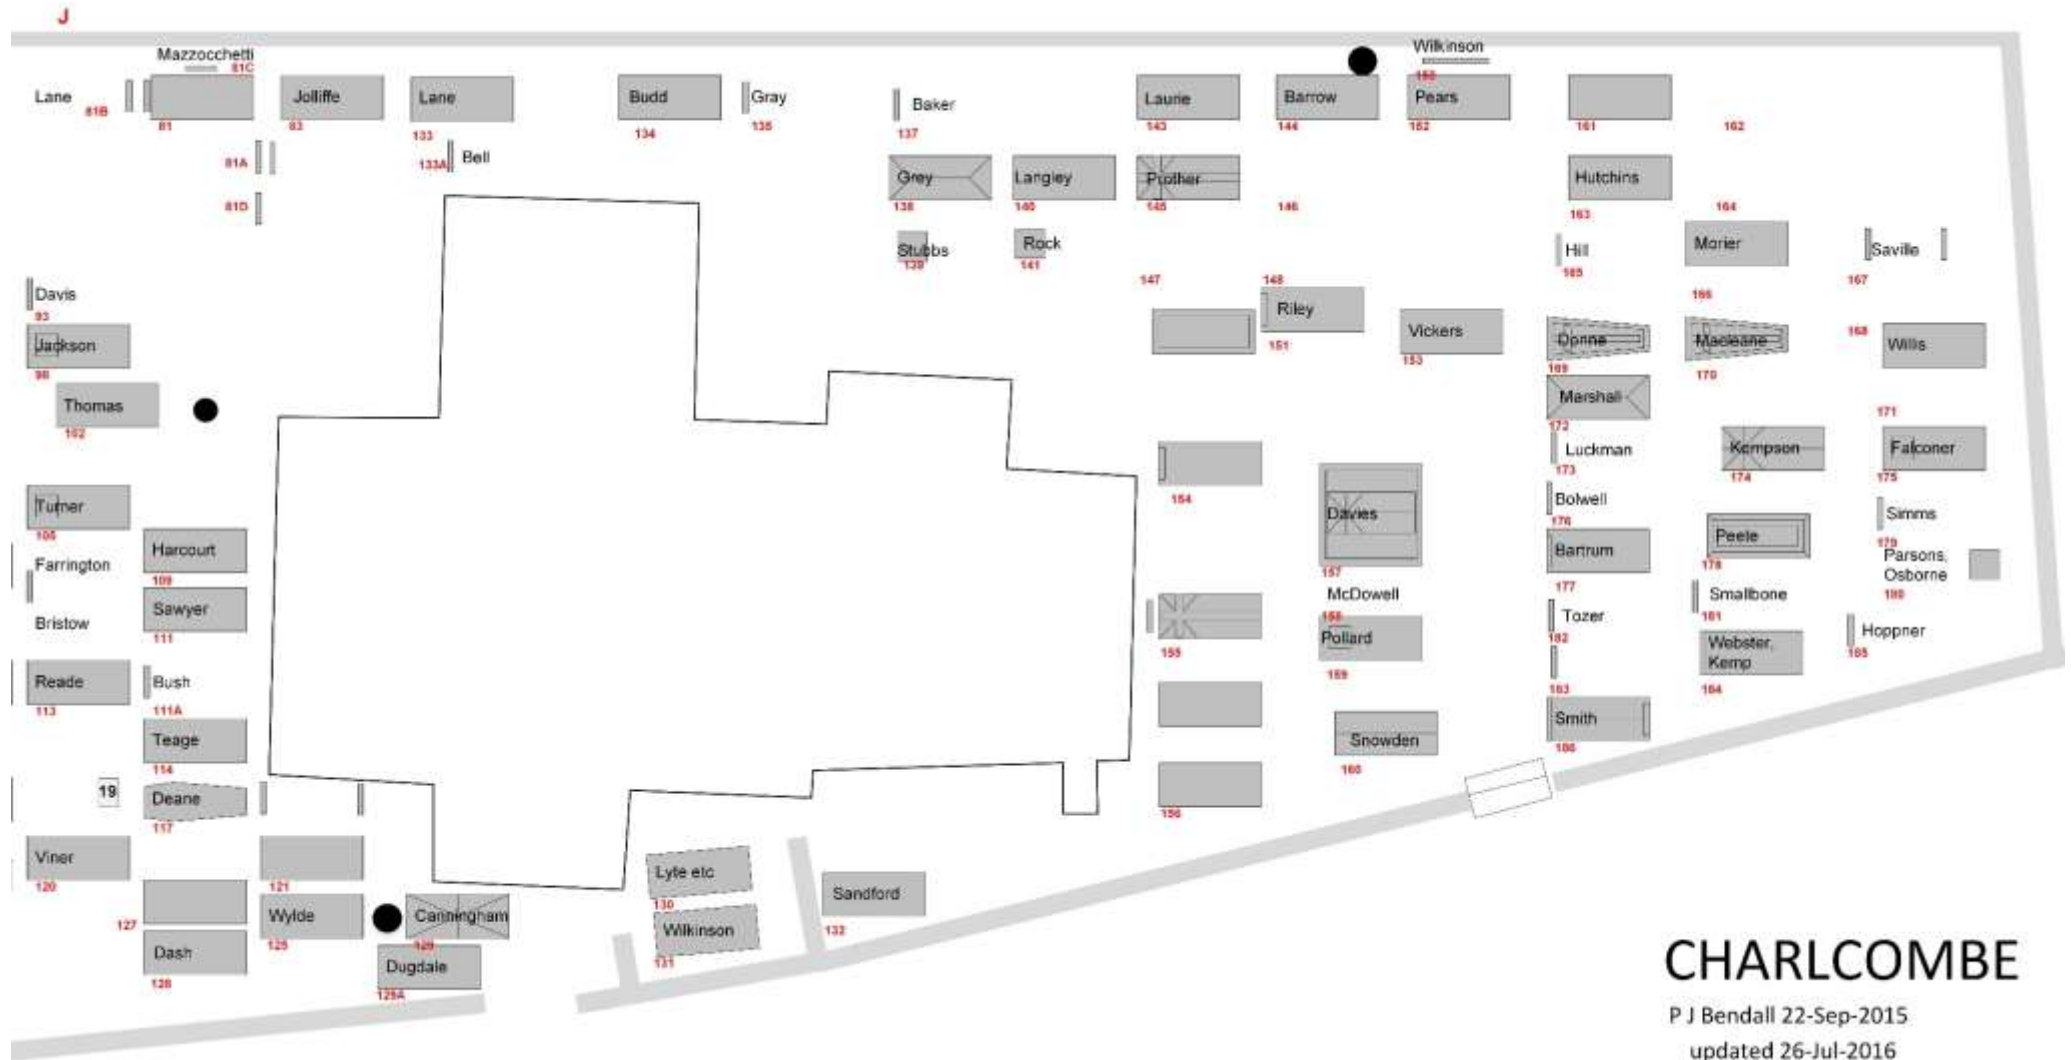 J
Mazzocchetti
81C
Lane
81B
81
Jolliffe
83
Lane
133
Budd
134
Gray
135
Baker
137
Laurie
143
Barrow
144
Wilkinson
150
Pears
152
161
162
81A
133A
Bell
81D
Grey
138
Langley
140
Prother
145
146
Hutchins
163
164
Stubbs
139
Rock
141
Hill
165
Morier
166
Saville
167
147
148
Riley
151
Vickers
153
Davis
93
Jackson
98
Thomas
102
Donne
169
Macleane
170
168
Willis
Marshall
172
171
Luckman
173
Kempson
174
Falconer
175
154
Turner
105
Harcourt
109
Farrington
Sawyer
111
Bristow
Davies
157
McDowell
158
Pollard
159
Bolwell
176
Bartrum
177
Peele
178
Simms
179
Parsons,
Osborne
180
Smallbone
181
Tozer
182
Webster,
Kemp
184
Hoppner
185
155
Reade
113
Bush
111A
Teage
114
183
Smith
186
Snowden
160
156
19
Deane
117
Viner
120
121
127
Wylde
125
Canningham
129
Dash
128
Dugdale
129A
Lyte etc
130
Wilkinson
131
Sandford
132
CHARLCOMBE
P J Bendall 22-Sep-2015
updated 26-Jul-2016